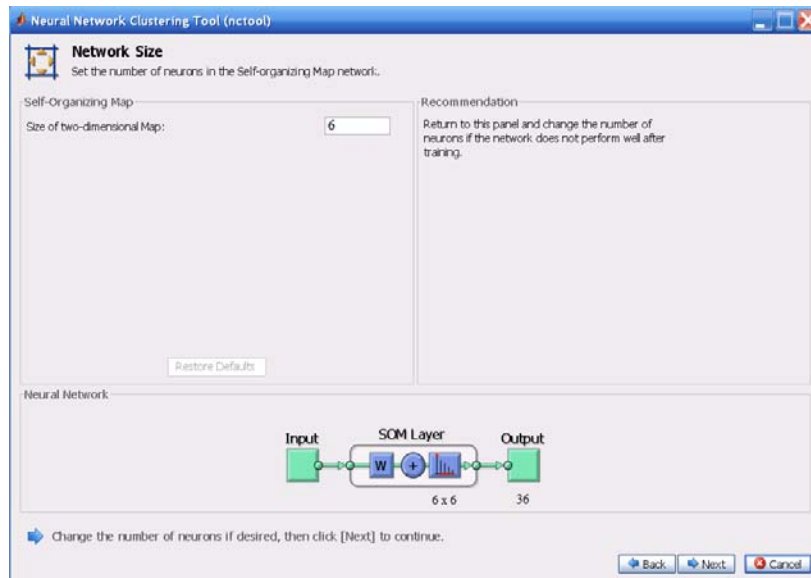 Neural Network Clustering Tool (nctool)
Network Size
Set the number of neurons in the Self-organizing Map network.
Self-Organizing Map
Size of two-dimensional Map:
6
Restore Defaults
Recommendation
Return to this panel and change the number of
neurons if the network does not perform well after
training.
Neural Network
Input
SOM Layer
Output
W
+
6 x 6
36
Change the number of neurons if desired, then click [Next] to continue.
Back
Next
Cancel